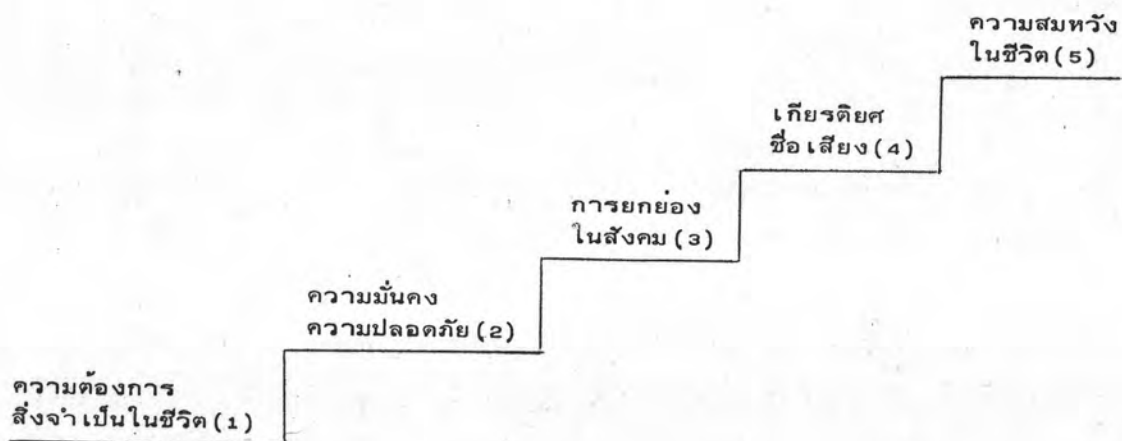 ความสมหวัง
ในชีวิต(5)
เกียรติยศ
ชื่อเสียง(4)
การยกย่อง
ในสังคม(3)
ความมั่นคง
ความปลอดภัย(2)
ความต้องการ
สิ่งจำเป็นในชีวิต(1)